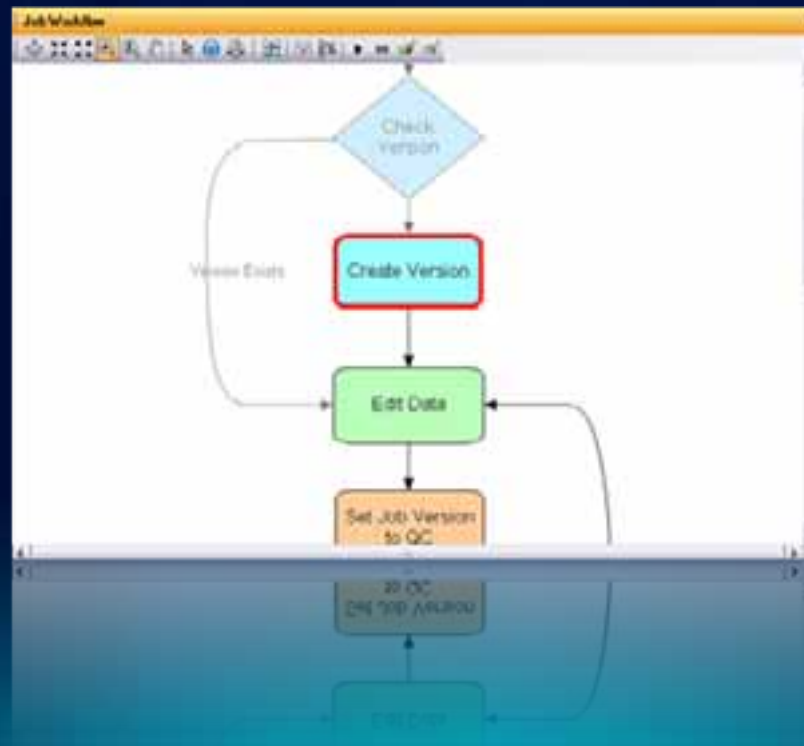 Job Workflow
Check
Version
Create Version
Version Exists
Edit Data
Set Job Version
to QC